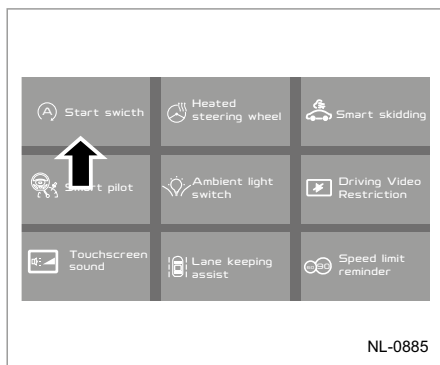 A Start swicth
Heated
steering wheel
Smart skidding
Smart pilot
Ambient light
switch
Driving Video
Restriction
Touchscreen
sound
Lane keeping
assist
80
Speed limit
reminder
NL-0885